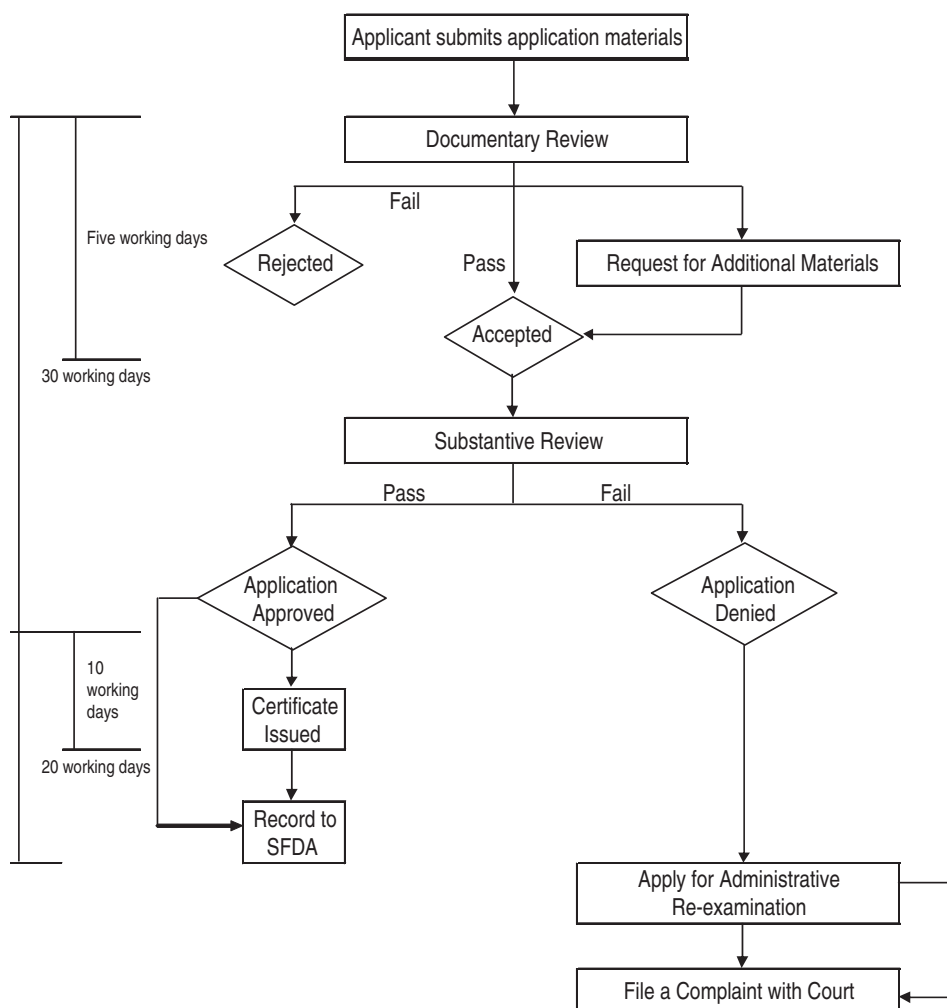 Applicant submits application materials
Documentary Review
Fail
Five working days
Rejected
Pass
Request for Additional Materials
Accepted
30 working days
Substantive Review
Pass
Fail
Application
Approved
Application
Denied
10
working
days
Certificate
Issued
20 working days
Record to
SFDA
Apply for Administrative
Re-examination
File a Complaint with Court